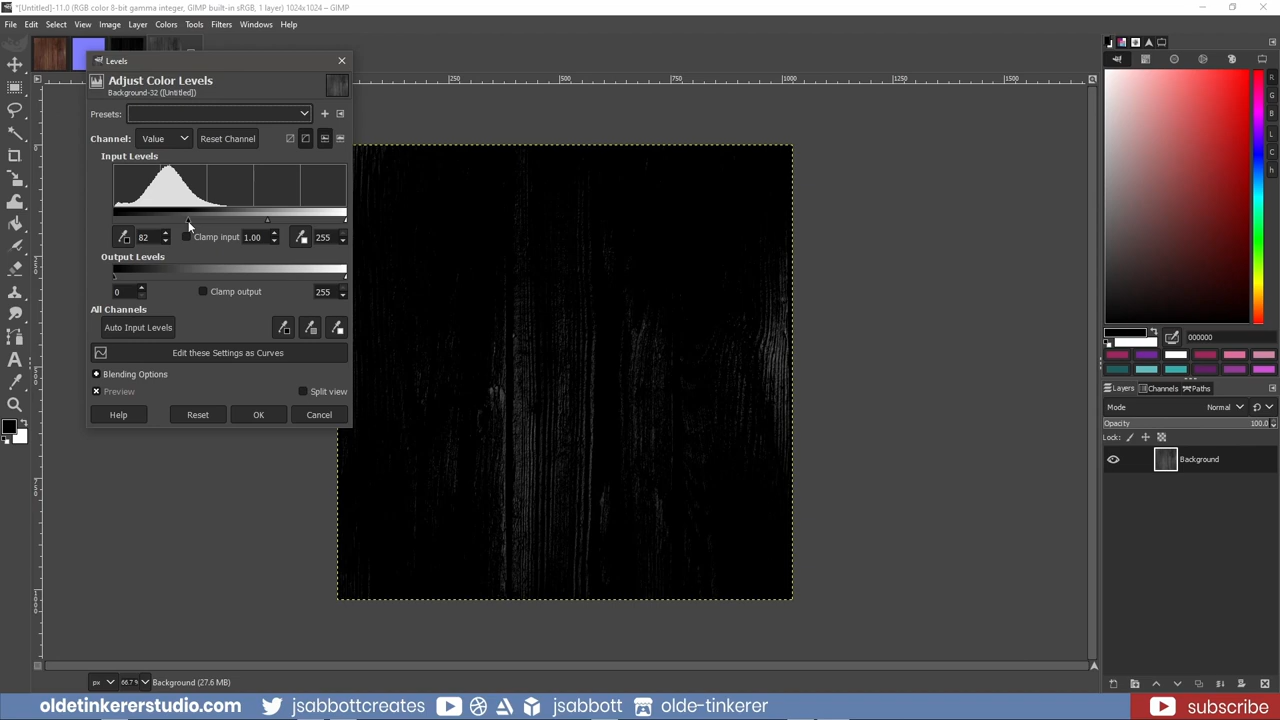 *[Untitled]-11.0 (RGB color 8-bit gamma integer, GIMP built-in sRGB, 1 layer) 1024x1024 – GIMP
File Edit Select View Image Layer Colors Tools Filters Windows Help
Levels
Adjust Color Levels
Background-32 ([Untitled])
Presets:
Channel: Value Reset Channel
Input Levels
82 Clamp input 1.00 255
Output Levels
0 Clamp output 255
All Channels
Auto Input Levels
Edit these Settings as Curves
Blending Options
Preview Split view
Help Reset OK Cancel
250 500 750 1000 1500
R
G
B
L
C
h
000000
Layers Channels Paths
Mode Normal
Opacity 100.0
Lock:
Background
px 66.7 % Background (27.6 MB)
oldetinkererstudio.com jsabbottcreates jsabbott olde-tinkerer subscribe